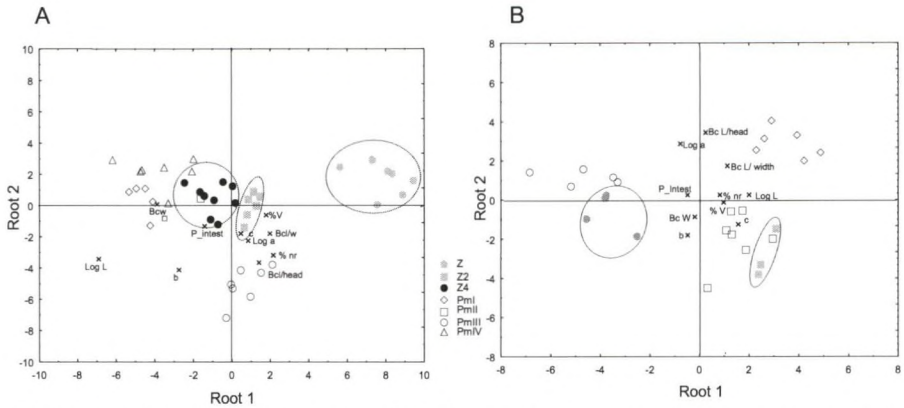 A
B
10
8
6
4
2
0
-2
-4
-6
-8
-10
Root 2
-10 -8 -6 -4 -2 0 2 4 6 8 10
Root 1
Bcw
P_intest
Log L
b
%V
c
Bcl/w
Log a
% nr
Bcl/head
Z
Z2
Z4
PmI
PmII
PmIII
PmIV
8
6
4
2
0
-2
-4
-6
-8
Root 2
-8 -6 -4 -2 0 2 4 6 8
Root 1
Bc L/head
Log a
Bc L/ width
P_Intest
% nr
Log L
% V
Bc W
c
b